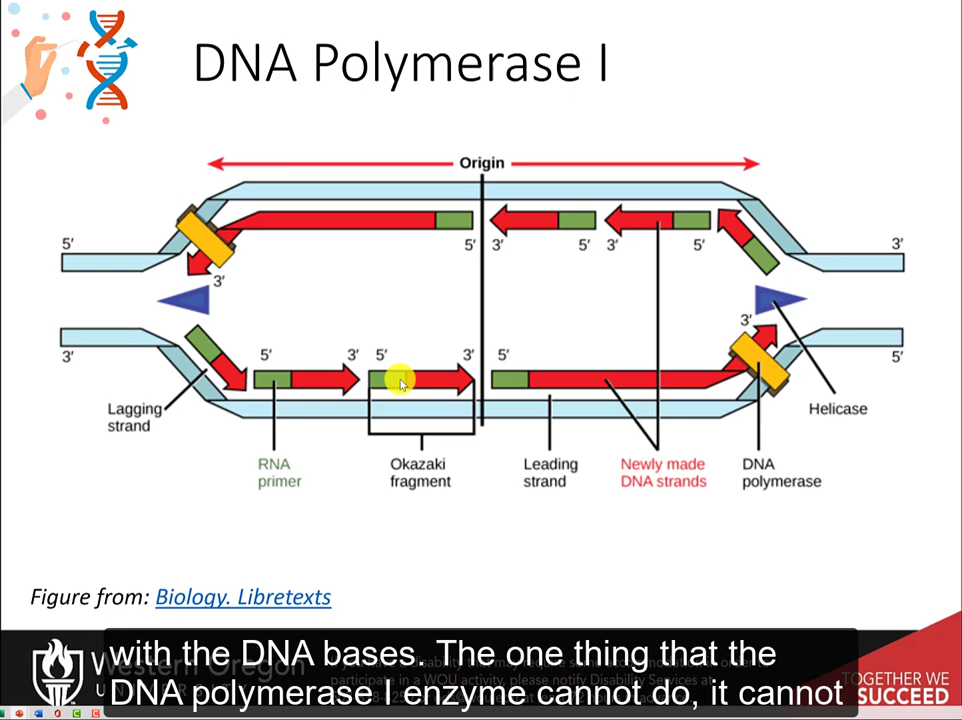 DNA Polymerase I
Origin
5′ 3′
5′ 3′ 5′ 3′ 5′
3′
3′
5′ 3′ 5′ 3′ 5′
3′ 5′
Lagging
strand
Helicase
RNA
primer
Okazaki
fragment
Leading
strand
Newly made
DNA strands
DNA
polymerase
Figure from: Biology. Libretexts
with the DNA bases. The one thing that the
DNA polymerase I enzyme cannot do, it cannot
TOGETHER WE
SUCCEED